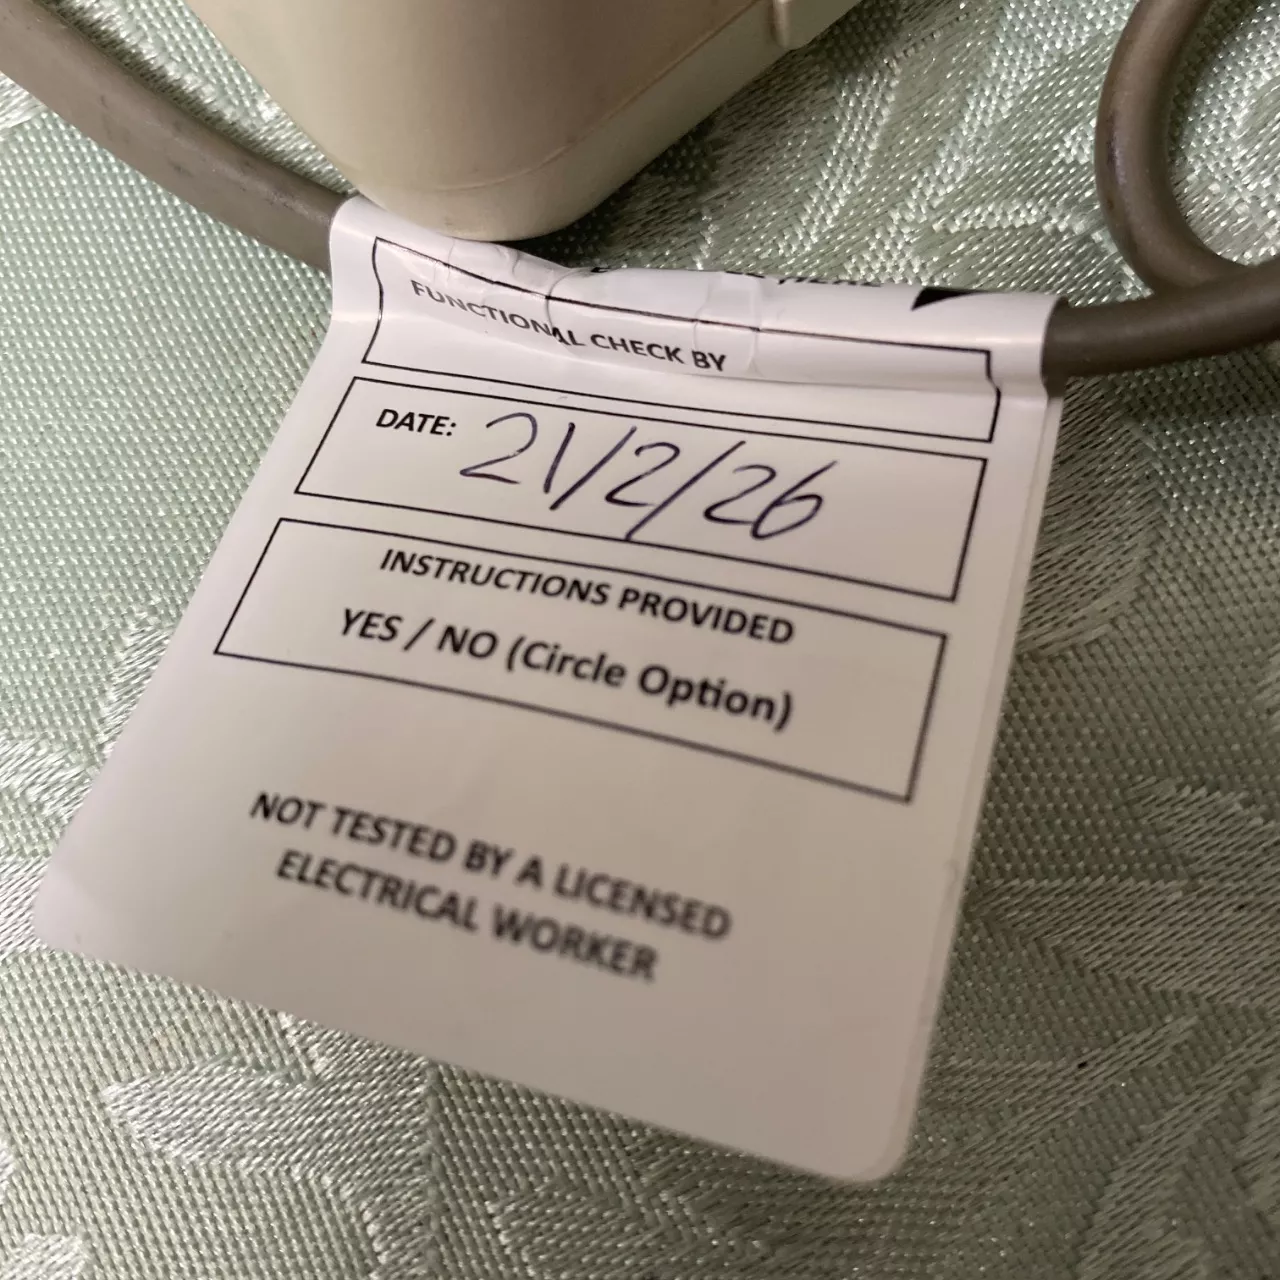 FUNCTIONAL CHECK BY
DATE: 21/2/26
INSTRUCTIONS PROVIDED
YES / NO (Circle Option)
NOT TESTED BY A LICENSED
ELECTRICAL WORKER